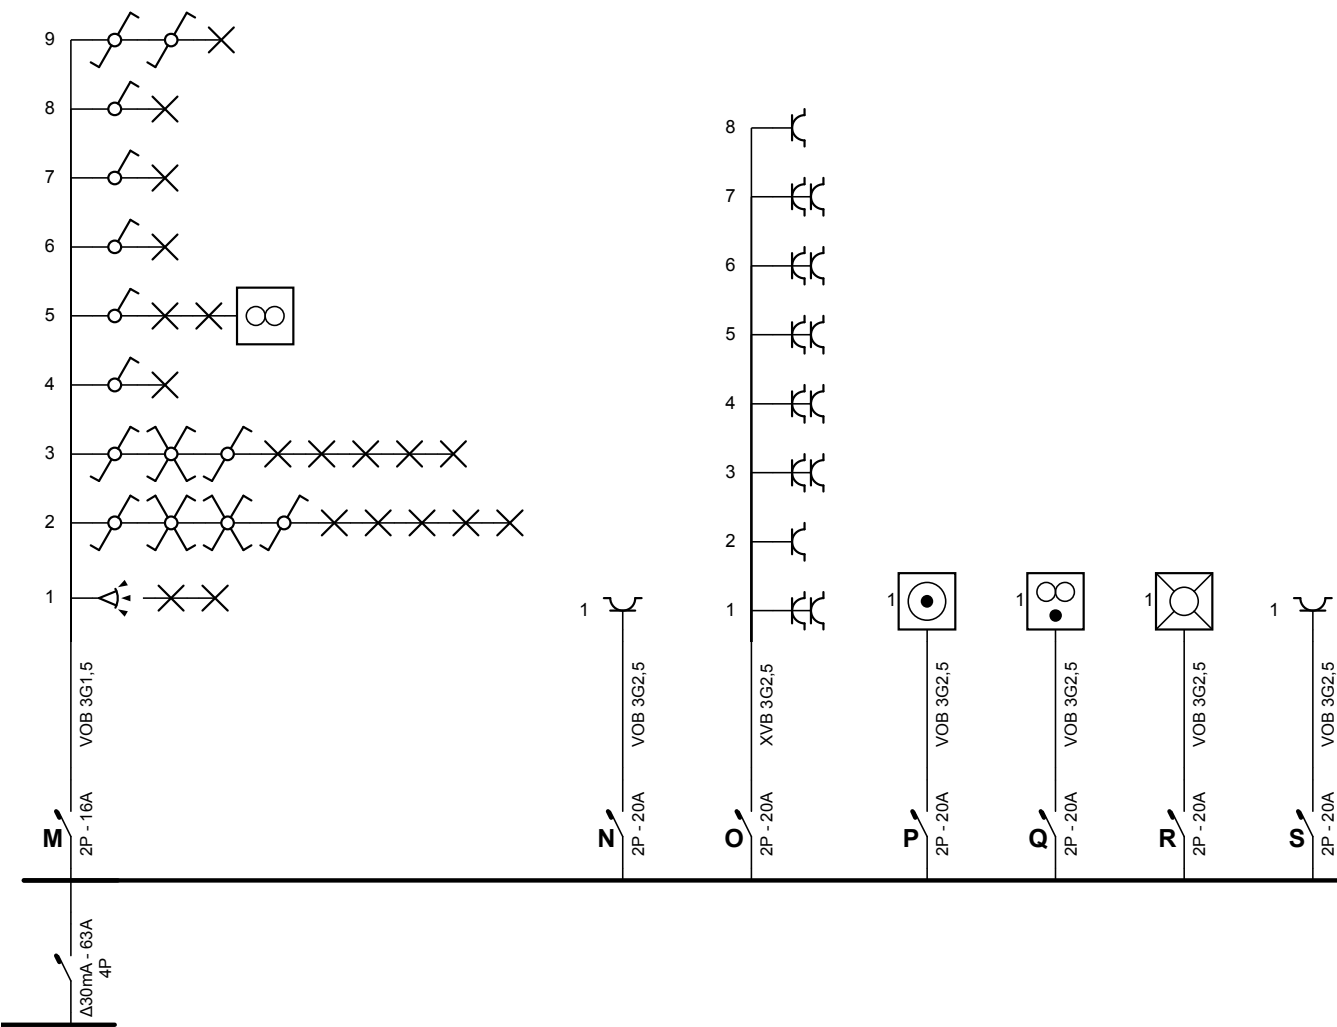 9
8
7
6
5
4
3
2
1
VOB 3G1,5
M
2P - 16A
Δ30mA - 63A
4P
1
VOB 3G2,5
N
2P - 20A
8
7
6
5
4
3
2
1
XVB 3G2,5
O
2P - 20A
1
VOB 3G2,5
P
2P - 20A
1
VOB 3G2,5
Q
2P - 20A
1
VOB 3G2,5
R
2P - 20A
1
VOB 3G2,5
S
2P - 20A